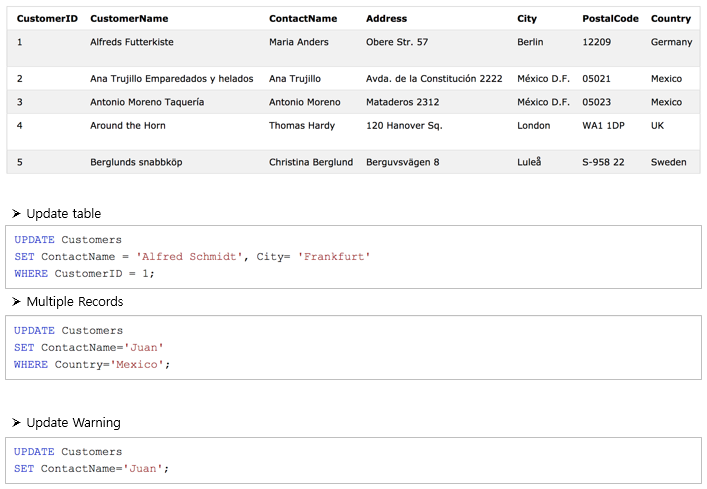 CustomerID CustomerName ContactName Address City PostalCode Country
1 Alfreds Futterkiste Maria Anders Obere Str. 57 Berlin 12209 Germany
2 Ana Trujillo Emparedados y helados Ana Trujillo Avda. de la Constitución 2222 México D.F. 05021 Mexico
3 Antonio Moreno Taquería Antonio Moreno Mataderos 2312 México D.F. 05023 Mexico
4 Around the Horn Thomas Hardy 120 Hanover Sq. London WA1 1DP UK
5 Berglunds snabbköp Christina Berglund Berguvsvägen 8 Luleå S-958 22 Sweden
➢ Update table
UPDATE Customers
SET ContactName = 'Alfred Schmidt', City= 'Frankfurt'
WHERE CustomerID = 1;
➢ Multiple Records
UPDATE Customers
SET ContactName='Juan'
WHERE Country='Mexico';
➢ Update Warning
UPDATE Customers
SET ContactName='Juan';